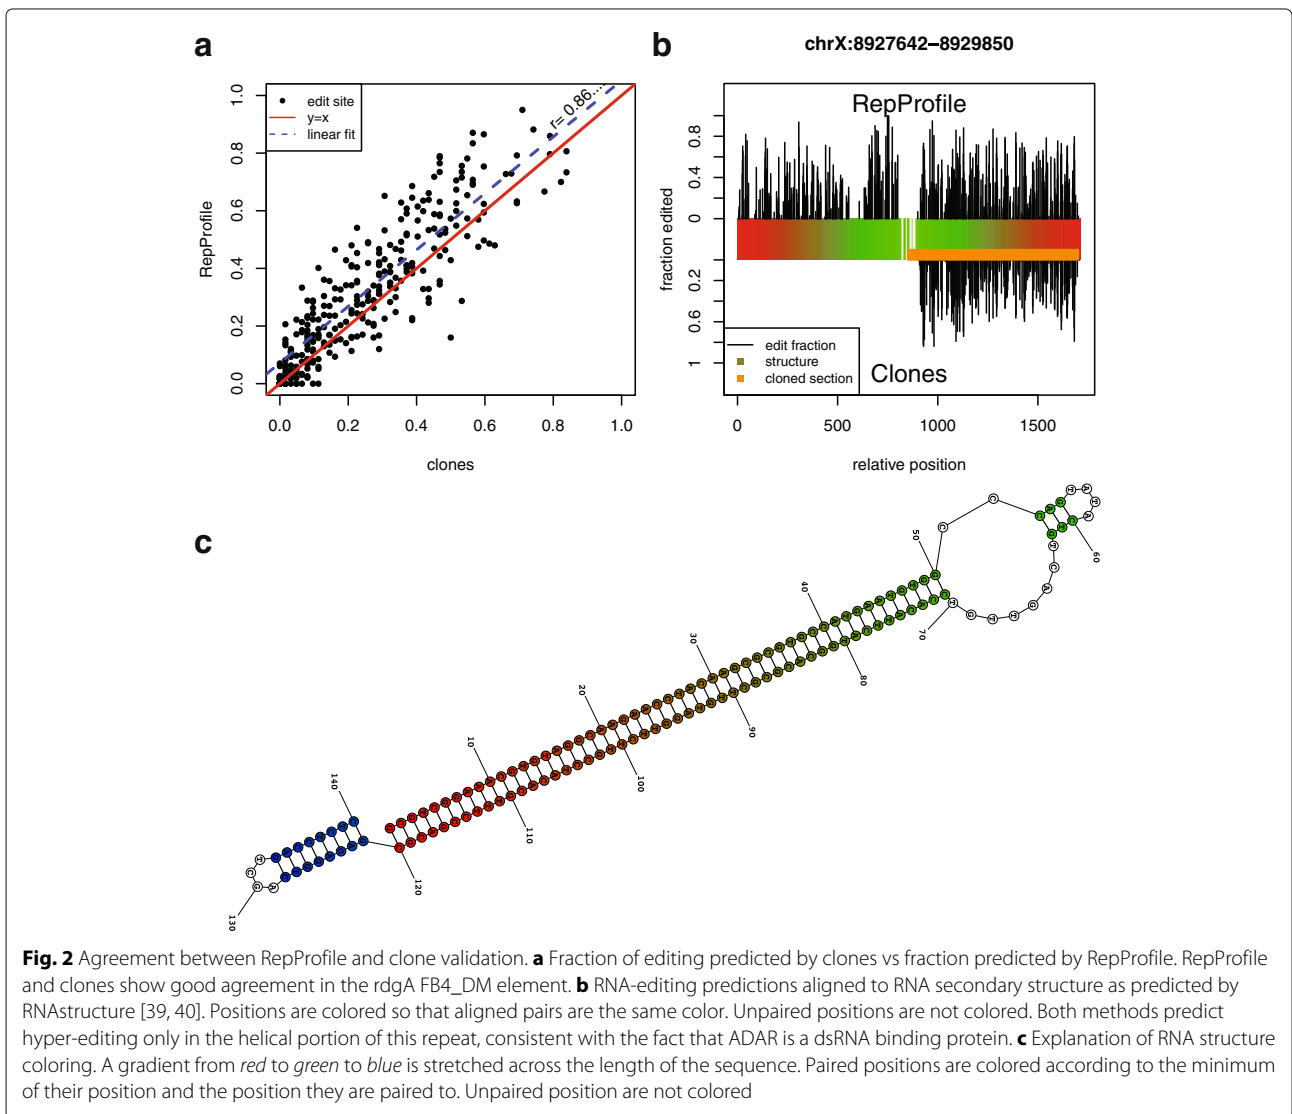 a
RepProfile
0.0
0.2
0.4
0.6
0.8
1.0
edit site
y=x
linear fit
r= 0.86...
0.0 0.2 0.4 0.6 0.8 1.0
clones
b
chrX:8927642–8929850
RepProfile
fraction edited
0.8
0.4
0
0.2
0.6
1
edit fraction
structure
cloned section
Clones
0 500 1000 1500
relative position
c
10
20
30
40
50
60
70
80
90
100
110
120
130
140
Fig. 2 Agreement between RepProfile and clone validation. a Fraction of editing predicted by clones vs fraction predicted by RepProfile. RepProfile
and clones show good agreement in the rdgA FB4_DM element. b RNA-editing predictions aligned to RNA secondary structure as predicted by
RNAstructure [39, 40]. Positions are colored so that aligned pairs are the same color. Unpaired positions are not colored. Both methods predict
hyper-editing only in the helical portion of this repeat, consistent with the fact that ADAR is a dsRNA binding protein. c Explanation of RNA structure
coloring. A gradient from red to green to blue is stretched across the length of the sequence. Paired positions are colored according to the minimum
of their position and the position they are paired to. Unpaired position are not colored